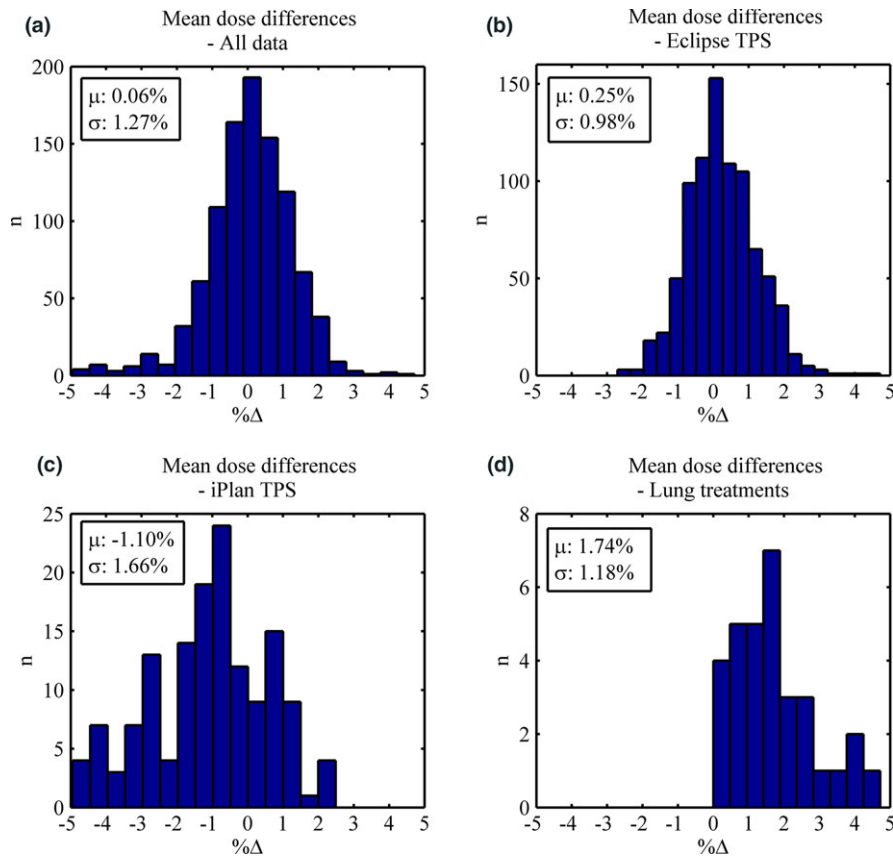 (a)
Mean dose differences
- All data
200
150
100
50
0
n
μ: 0.06%
σ: 1.27%
-5 -4 -3 -2 -1 0 1 2 3 4 5
%Δ
(b)
Mean dose differences
- Eclipse TPS
150
100
50
0
n
μ: 0.25%
σ: 0.98%
-5 -4 -3 -2 -1 0 1 2 3 4 5
%Δ
(c)
Mean dose differences
- iPlan TPS
25
20
15
10
5
0
n
μ: -1.10%
σ: 1.66%
-5 -4 -3 -2 -1 0 1 2 3 4 5
%Δ
(d)
Mean dose differences
- Lung treatments
8
6
4
2
0
n
μ: 1.74%
σ: 1.18%
-5 -4 -3 -2 -1 0 1 2 3 4 5
%Δ